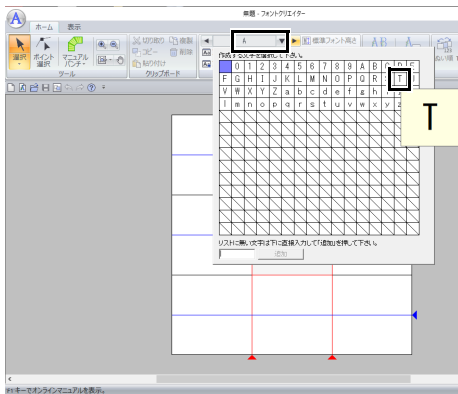 無題 - フォントクリエイター
ホーム 表示
選択 ポイント選択 マニュアルパンチ
切り取り 複製
コピー 削除
貼り付け
ツール クリップボード
A
標準フォント高さ
ぬい順
作成する文字を選択して下さい。
0 1 2 3 4 5 6 7 8 9 A B C D E
F G H I J K L M N O P Q R S T
V W X Y Z a b c d e f g h
l m n o p q r s t u v w x y z
T
リストに無い文字は下に直接入力して「追加」を押して下さい。
追加
F1 キーでオンラインマニュアルを表示。